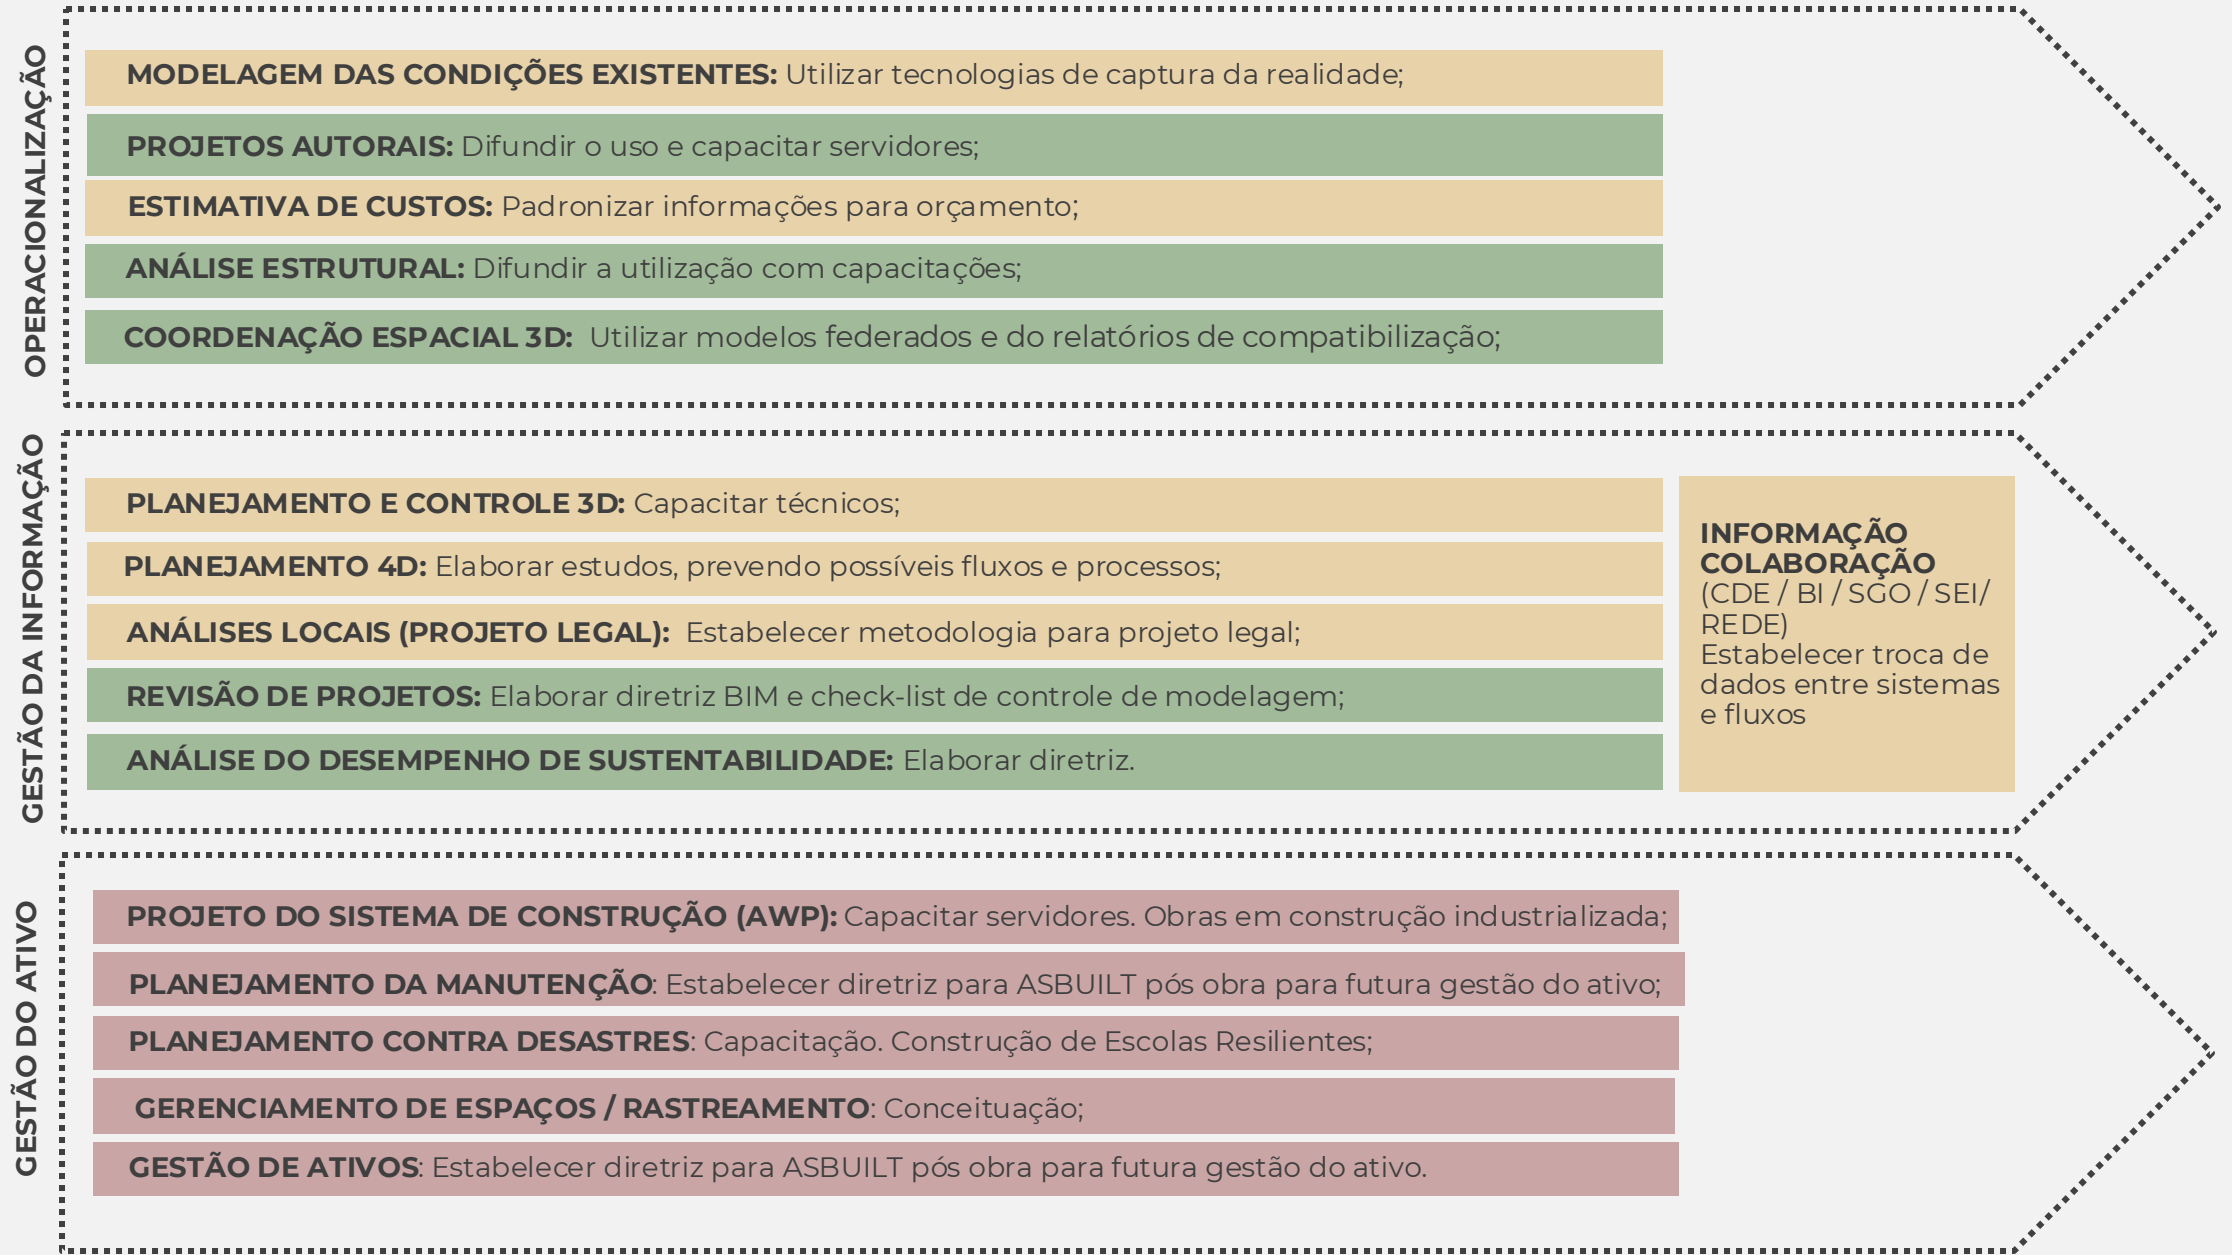 OPERACIONALIZAÇÃO
MODELAGEM DAS CONDIÇÕES EXISTENTES: Utilizar tecnologias de captura da realidade;
PROJETOS AUTORAIS: Difundir o uso e capacitar servidores;
ESTIMATIVA DE CUSTOS: Padronizar informações para orçamento;
ANÁLISE ESTRUTURAL: Difundir a utilização com capacitações;
COORDENAÇÃO ESPACIAL 3D: Utilizar modelos federados e do relatórios de compatibilização;
GESTÃO DA INFORMAÇÃO
PLANEJAMENTO E CONTROLE 3D: Capacitar técnicos;
PLANEJAMENTO 4D: Elaborar estudos, prevendo possíveis fluxos e processos;
ANÁLISES LOCAIS (PROJETO LEGAL): Estabelecer metodologia para projeto legal;
REVISÃO DE PROJETOS: Elaborar diretriz BIM e check-list de controle de modelagem;
ANÁLISE DO DESEMPENHO DE SUSTENTABILIDADE: Elaborar diretriz.
INFORMAÇÃO
COLABORAÇÃO
(CDE / BI / SGO / SEI/
REDE)
Estabelecer troca de
dados entre sistemas
e fluxos
GESTÃO DO ATIVO
PROJETO DO SISTEMA DE CONSTRUÇÃO (AWP): Capacitar servidores. Obras em construção industrializada;
PLANEJAMENTO DA MANUTENÇÃO: Estabelecer diretriz para ASBUILT pós obra para futura gestão do ativo;
PLANEJAMENTO CONTRA DESASTRES: Capacitação. Construção de Escolas Resilientes;
GERENCIAMENTO DE ESPAÇOS / RASTREAMENTO: Conceituação;
GESTÃO DE ATIVOS: Estabelecer diretriz para ASBUILT pós obra para futura gestão do ativo.